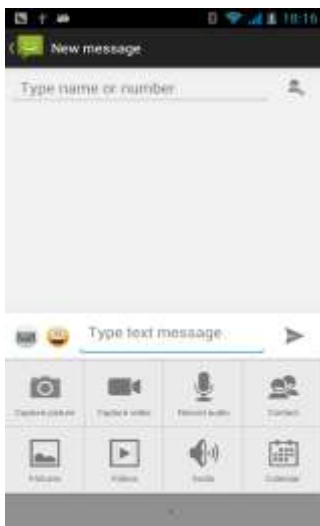 18:16
New message
Type name or number
Type text message
Capture picture Capture video Record audio Contact
Pictures Videos Audio Calendar